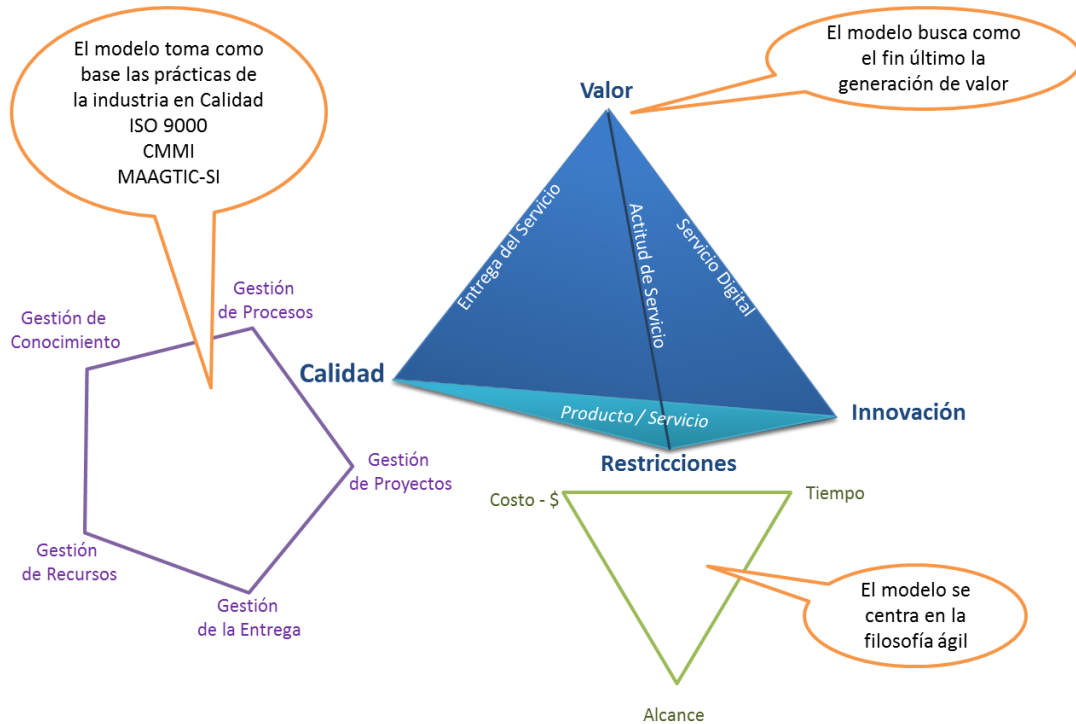 El modelo toma como
base las prácticas de
la industria en Calidad
ISO 9000
CMMI
MAAGTIC-SI
El modelo busca como
el fin último la
generación de valor
Valor
Entrega del Servicio
Actitud de Servicio
Servicio Digital
Gestión
de Procesos
Gestión de
Conocimiento
Calidad
Producto / Servicio
Innovación
Restricciones
Gestión
de Proyectos
Costo - $
Tiempo
Gestión
de Recursos
Gestión
de la Entrega
El modelo se
centra en la
filosofía ágil
Alcance